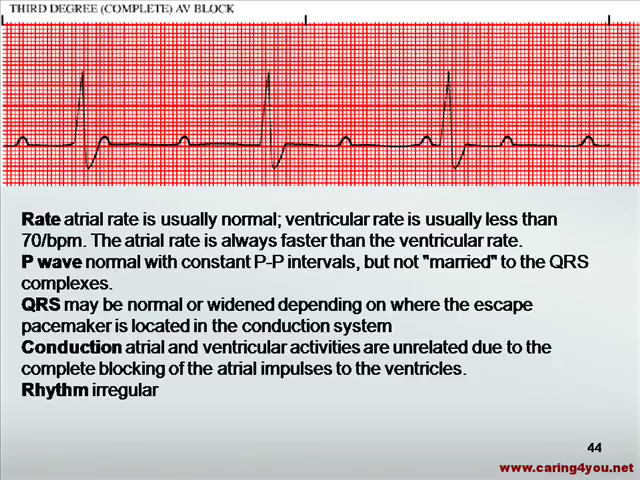 THIRD DEGREE (COMPLETE) AV BLOCK
Rate atrial rate is usually normal; ventricular rate is usually less than
70/bpm. The atrial rate is always faster than the ventricular rate.
P wave normal with constant P-P intervals, but not "married" to the QRS
complexes.
QRS may be normal or widened depending on where the escape
pacemaker is located in the conduction system
Conduction atrial and ventricular activities are unrelated due to the
complete blocking of the atrial impulses to the ventricles.
Rhythm irregular
44
www.caring4you.net